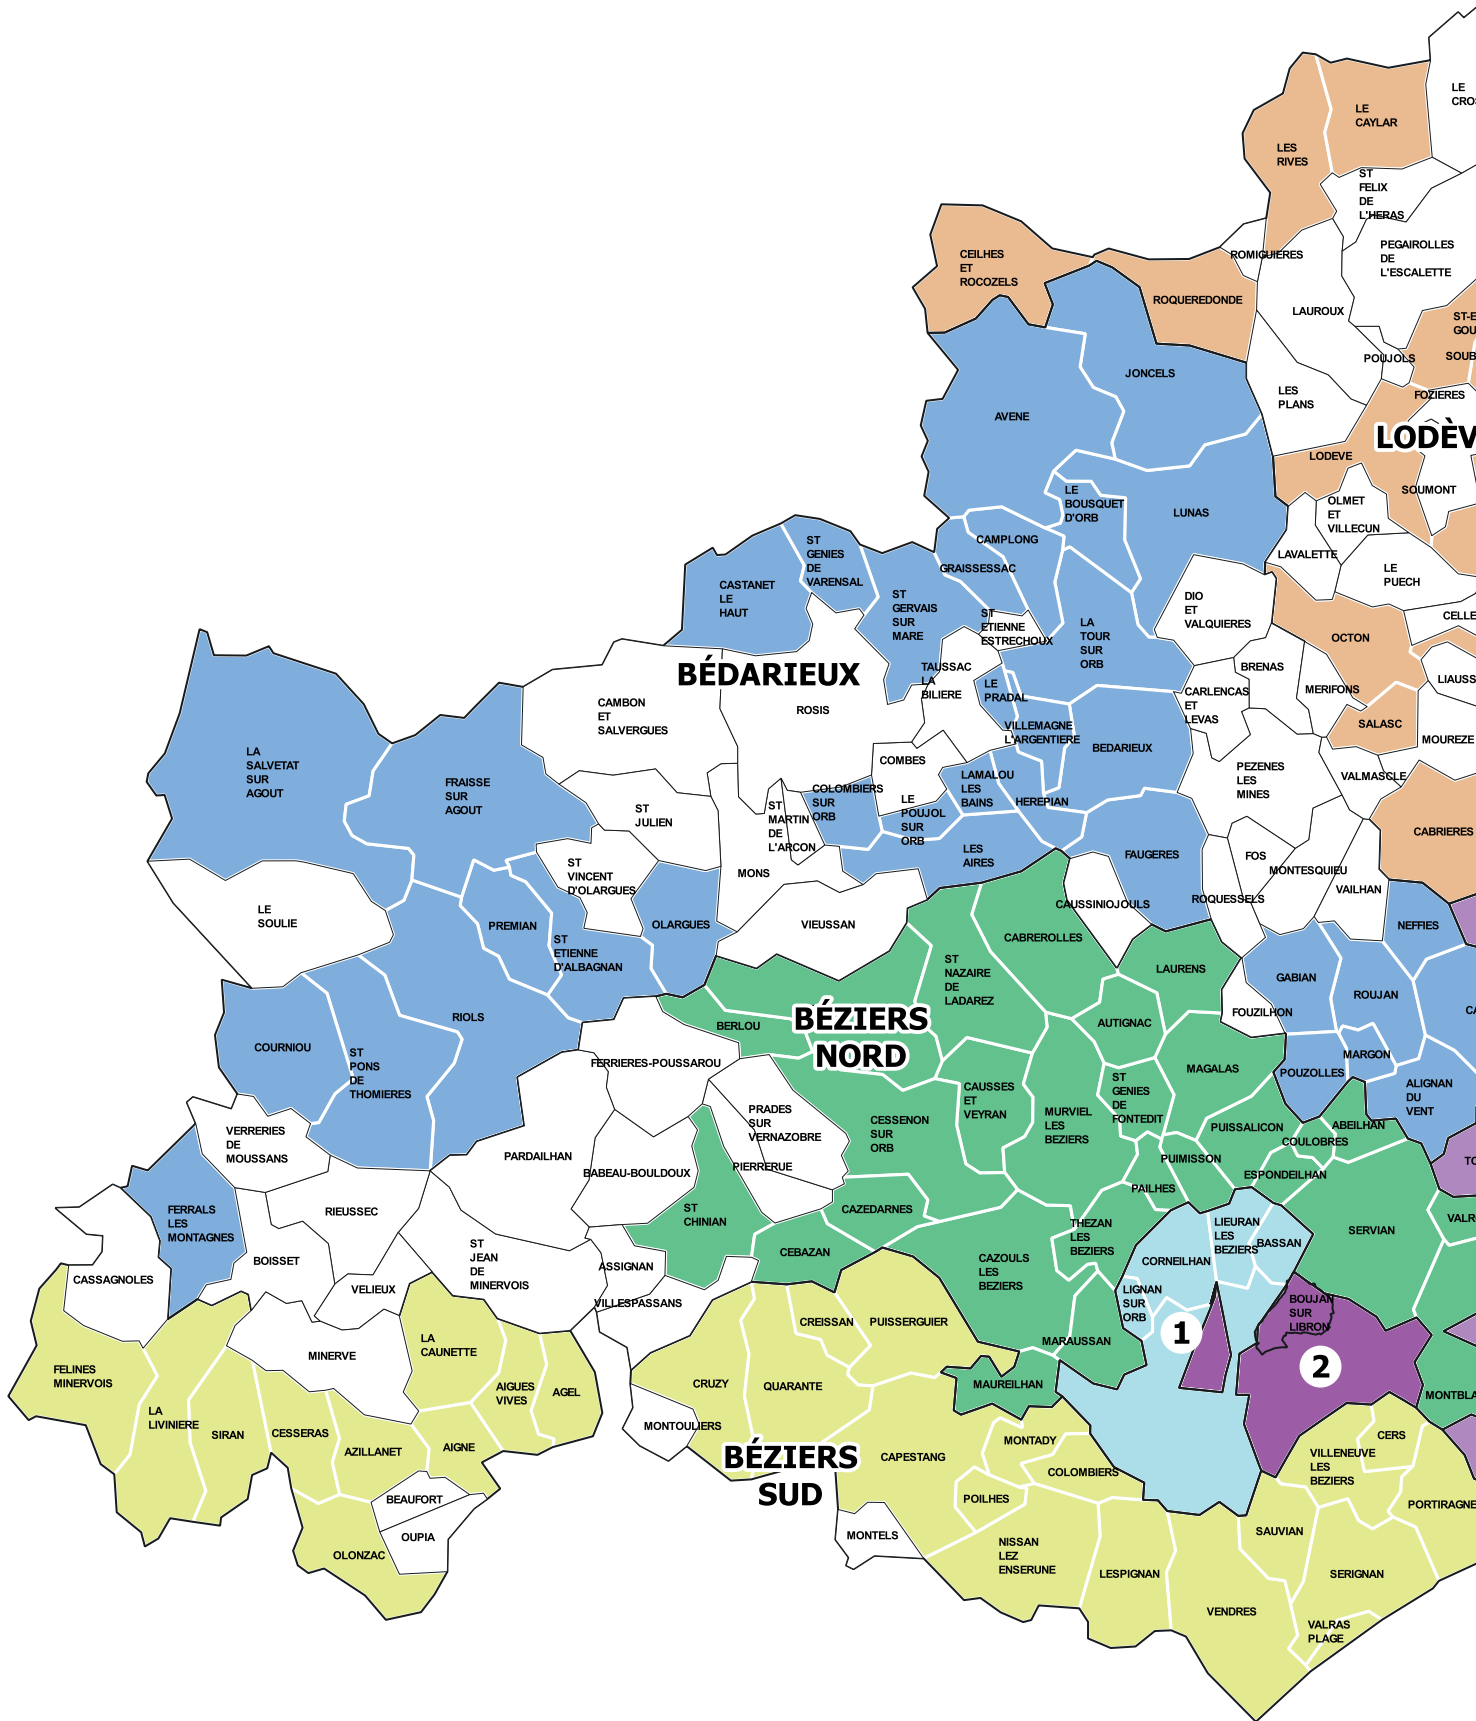 LE
CRO
LE
CAYLAR
LES
RIVES
ST
FELIX
DE
L'HERAS
PEGAIROLLES
DE
L'ESCALETTE
ROMIGUIERES
CEILHES
ET
ROCOZELS
ROQUEREDONDE
LAUROUX
ST-E
GOU
SOUB
POUJOLS
JONCELS
LES
PLANS
FOZIERES
AVENE
LODÈV
LODEVE
SOUMONT
LE
BOUSQUET
D'ORB
LUNAS
OLMET
ET
VILLECUN
LAVALETTE
LE
PUECH
CAMPLONG
GRAISSESSAC
ST
GENIES
DE
VARENSAL
CASTANET
LE
HAUT
ST
GERVAIS
SUR
MARE
ST
ETIENNE
ESTRECHOUX
DIO
ET
VALQUIERES
CELLE
OCTON
LA
TOUR
SUR
ORB
BÉDARIEUX
TAUSSAC
LA
BILIERE
LE
PRADAL
BRENAS
CARLENCAS
ET
LEVAS
MERIFONS
LIAUSS
SALASC
MOUREZE
CAMBON
ET
SALVERGUES
ROSIS
VILLEMAGNE
L'ARGENTIERE
BEDARIEUX
LA
SALVETAT
SUR
AGOUT
FRAISSE
SUR
AGOUT
COMBES
LAMALOU
LES
BAINS
HEREPIAN
PEZENES
LES
MINES
VALMASCLE
CABRIERES
ST
JULIEN
ST
MARTIN
DE
L'ARCON
COLOMBIERS
SUR
ORB
LE
POUJOL
SUR
ORB
LES
AIRES
FAUGERES
FOS
MONTESQUIEU
VAILHAN
ROQUESSELS
ST
VINCENT
D'OLARGUES
MONS
CAUSSINIOJOULS
NEFFIES
LE
SOULIE
PREMIAN
ST
ETIENNE
D'ALBAGNAN
OLARGUES
VIEUSSAN
CABREROLLES
ST
NAZAIRE
DE
LADAREZ
LAURENS
GABIAN
ROUJAN
CA
FOUZILHON
RIOLS
BERLOU
BÉZIERS
NORD
AUTIGNAC
COURNIOU
ST
PONS
DE
THOMIERES
FERRIERES-POUSSAROU
MAGALAS
MARGON
POUZOLLES
ALIGNAN
DU
VENT
CAUSSES
ET
VEYRAN
ST
GENIES
DE
FONTEDIT
MURVIEL
LES
BEZIERS
PRADES
SUR
VERNAZOBRE
CESSENON
SUR
ORB
PUISSALICON
ABEILHAN
COULOBRES
VERRERIES
DE
MOUSSANS
PARDAILHAN
BABEAU-BOULDOUX
PIERRERUE
PUIMISSON
ESPONDEILHAN
TO
PAILHES
FERRALS
LES
MONTAGNES
RIEUSSEC
ST
CHINIAN
CAZEDARNES
THEZAN
LES
BEZIERS
LIEURAN
LES
BEZIERS
BASSAN
SERVIAN
VALR
CASSAGNOLES
BOISSET
ST
JEAN
DE
MINERVOIS
CEBAZAN
CAZOULS
LES
BEZIERS
CORNEILHAN
ASSIGNAN
VELIEUX
VILLESPASSANS
LIGNAN
SUR
ORB
BOUJAN
SUR
LIBRON
CREISSAN
PUISSERGUIER
1
MARAUSSAN
MINERVE
LA
CAUNETTE
2
FELINES
MINERVOIS
CRUZY
QUARANTE
MAUREILHAN
AIGUES
VIVES
AGEL
MONTBLA
LA
LIVINIERE
SIRAN
CESSERAS
AZILLANET
AIGNE
MONTOULIERS
BÉZIERS
SUD
CAPESTANG
MONTADY
COLOMBIERS
VILLENEUVE
LES
BEZIERS
CERS
BEAUFORT
POILHES
PORTIRAGNE
OUPIA
MONTELS
OLONZAC
NISSAN
LEZ
ENSERUNE
LESPIGNAN
SAUVIAN
SERIGNAN
VENDRES
VALRAS
PLAGE